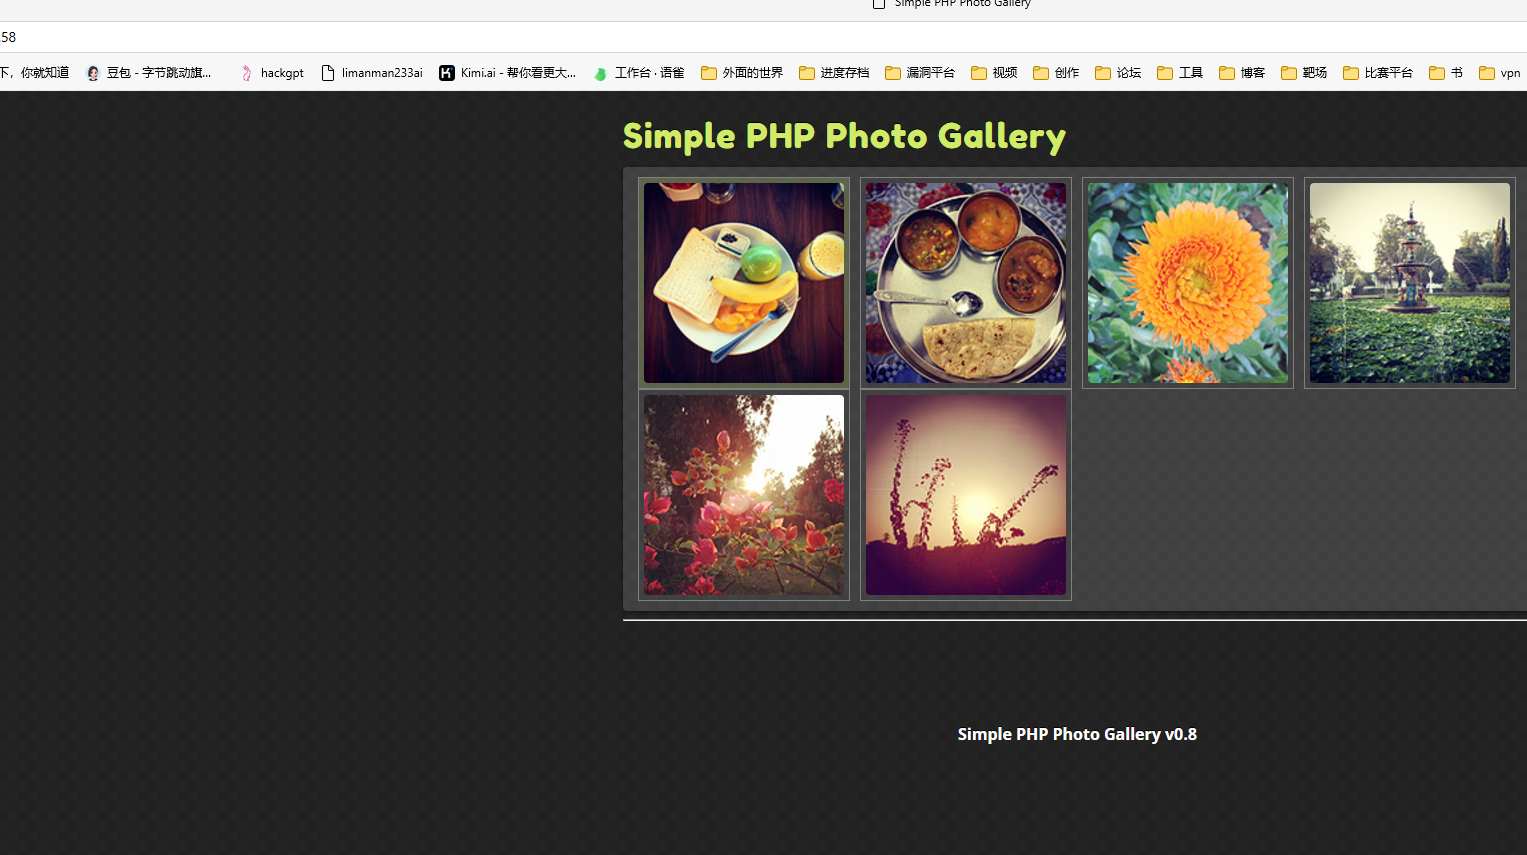 Simple PHP Photo Gallery
58
下，你就知道 豆包 - 字节跳动旗... hackgpt limanman233ai Kimi.ai - 帮你看更大... 工作台 · 语雀 外面的世界 进度存档 漏洞平台 视频 创作 论坛 工具 博客 靶场 比赛平台 书 vpn
Simple PHP Photo Gallery
Simple PHP Photo Gallery v0.8